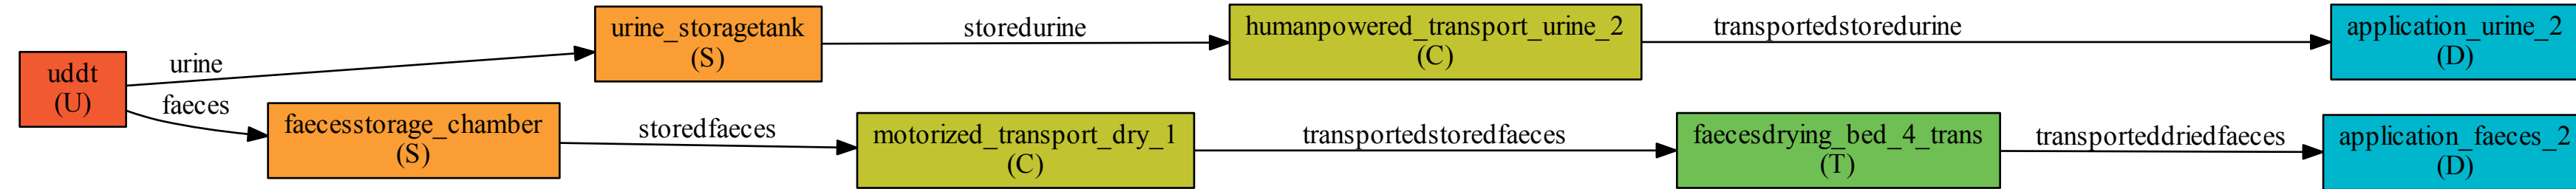 uddt
(U)
urine
faeces
urine_storagetank
(S)
storedurine
humanpowered_transport_urine_2
(C)
transportedstoredurine
application_urine_2
(D)
faecesstorage_chamber
(S)
storedfaeces
motorized_transport_dry_1
(C)
transportedstoredfaeces
faecesdrying_bed_4_trans
(T)
transporteddriedfaeces
application_faeces_2
(D)